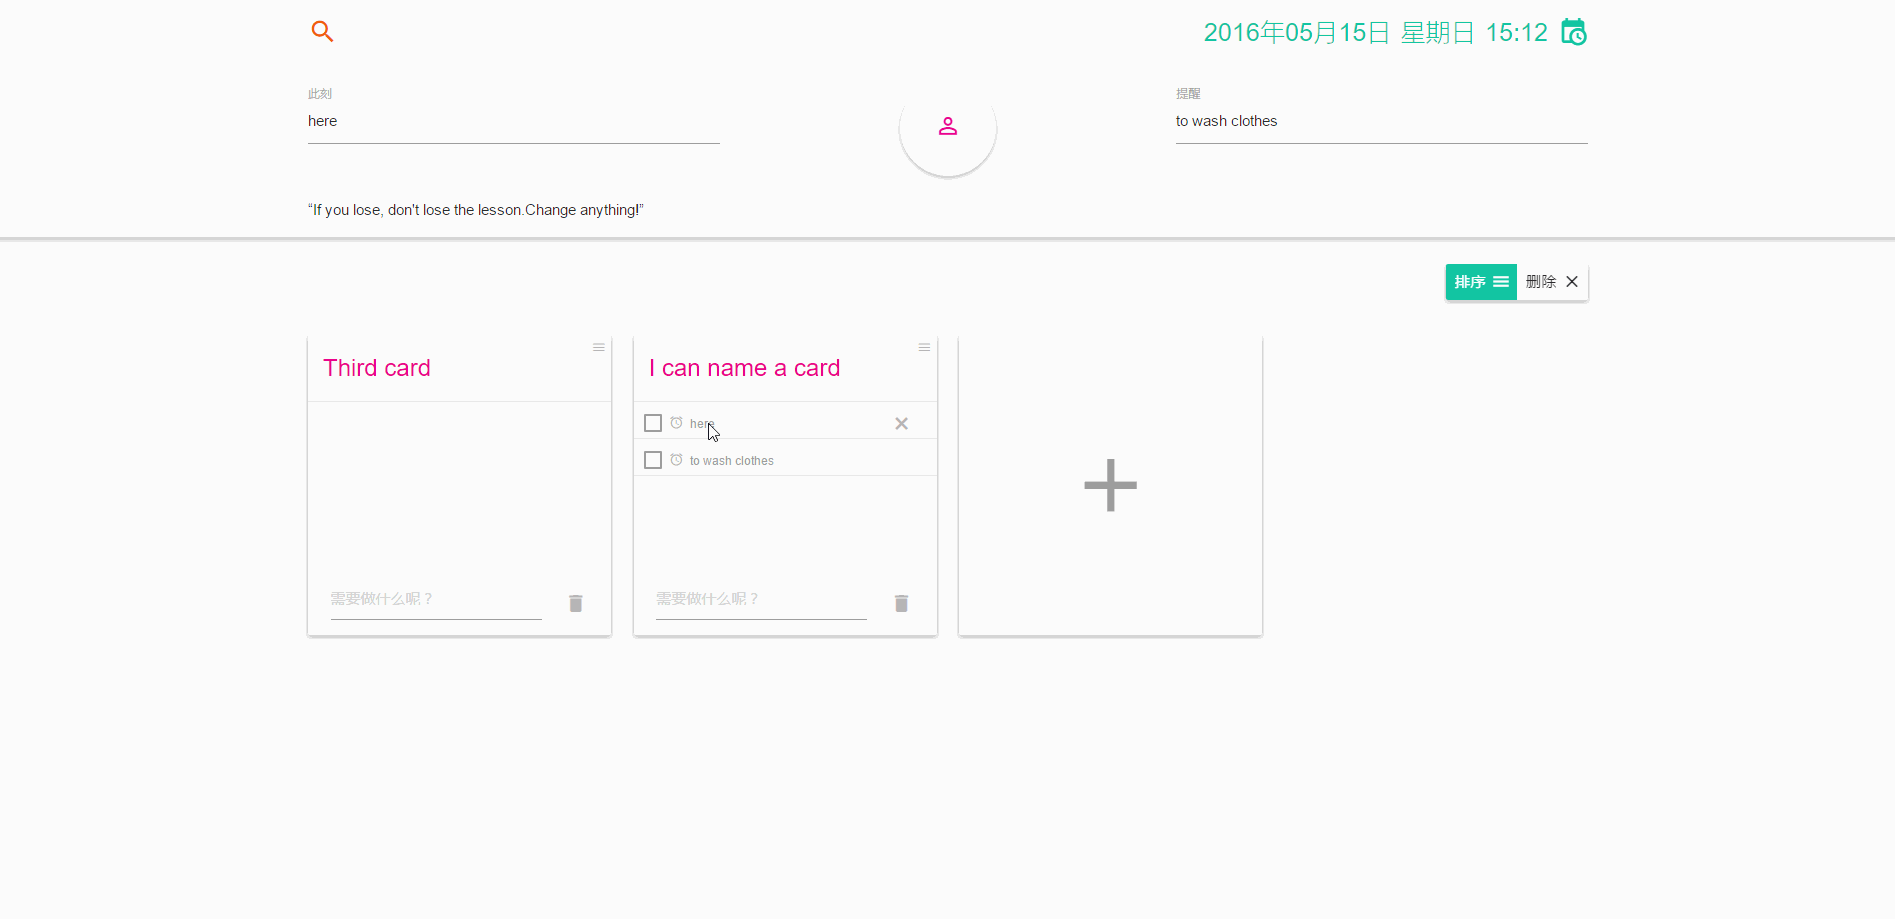 2016年05月15日 星期日 15:12
此刻
here
提醒
to wash clothes
“If you lose, don't lose the lesson.Change anything!”
排序 删除
Third card
需要做什么呢？
I can name a card
here
to wash clothes
需要做什么呢？